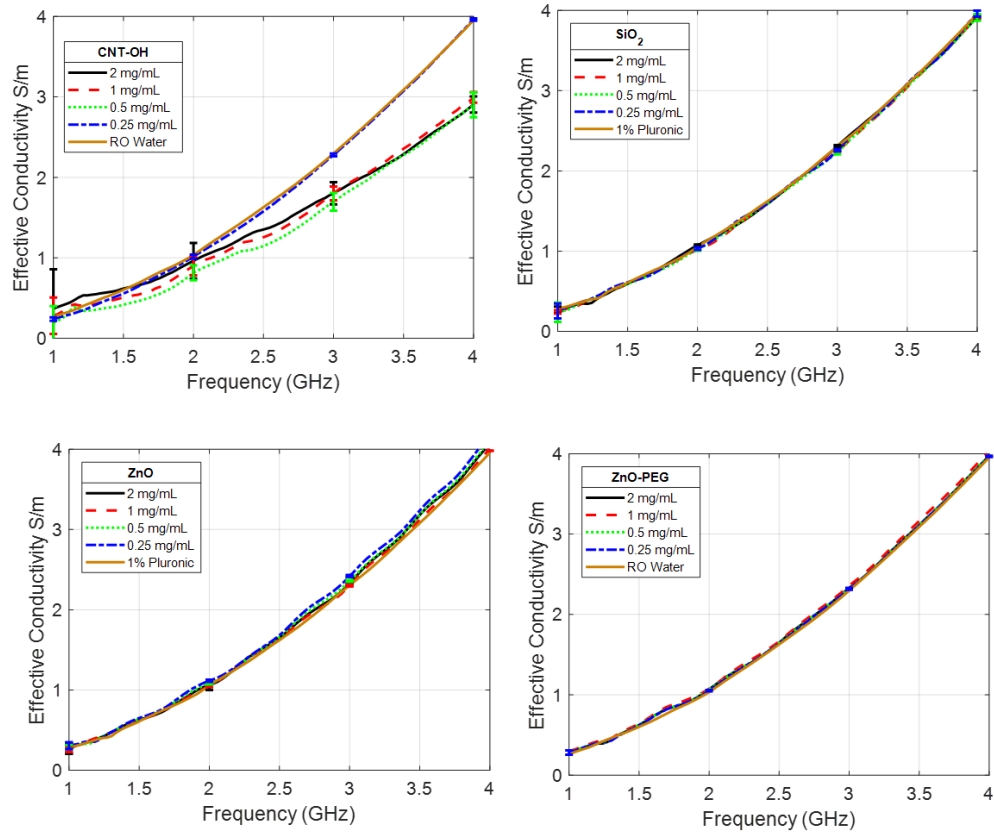 CNT-OH
2 mg/mL
1 mg/mL
0.5 mg/mL
0.25 mg/mL
RO Water
Effective Conductivity S/m
4
3
2
1
0
1 1.5 2 2.5 3 3.5 4
Frequency (GHz)
SiO2
2 mg/mL
1 mg/mL
0.5 mg/mL
0.25 mg/mL
1% Pluronic
Effective Conductivity S/m
4
3
2
1
0
1 1.5 2 2.5 3 3.5 4
Frequency (GHz)
ZnO
2 mg/mL
1 mg/mL
0.5 mg/mL
0.25 mg/mL
1% Pluronic
Effective Conductivity S/m
4
3
2
1
0
1 1.5 2 2.5 3 3.5 4
Frequency (GHz)
ZnO-PEG
2 mg/mL
1 mg/mL
0.5 mg/mL
0.25 mg/mL
RO Water
Effective Conductivity S/m
4
3
2
1
0
1 1.5 2 2.5 3 3.5 4
Frequency (GHz)